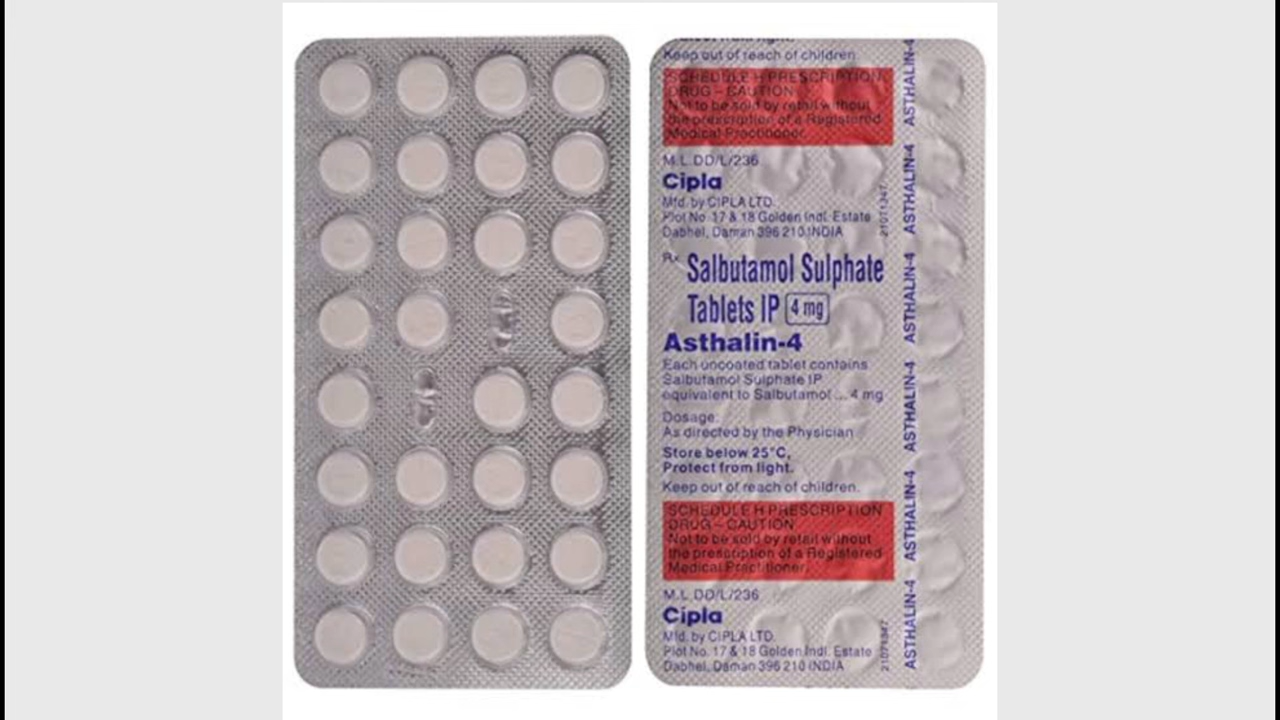 Keep out of reach of children.
SCHEDULE H PRESCRIPTION
DRUG – CAUTION
Not to be sold by retail without
the prescription of a Registered
Medical Practitioner.
M.L. DD/L/236
Cipla
Mfd. by CIPLA LTD.
Plot No. 17 & 18 Golden Indl. Estate
Dabhel, Daman 396 210 INDIA
Rx Salbutamol Sulphate
Tablets IP 4 mg
Asthalin-4
Each uncoated tablet contains
Salbutamol Sulphate IP
equivalent to Salbutamol ... 4 mg
Dosage:
As directed by the Physician
Store below 25°C,
Protect from light.
Keep out of reach of children.
SCHEDULE H PRESCRIPTION
DRUG – CAUTION
Not to be sold by retail without
the prescription of a Registered
Medical Practitioner.
M.L. DD/L/236
Cipla
Mfd. by CIPLA LTD.
Plot No. 17 & 18 Golden Indl. Estate
Dabhel, Daman 396 210 INDIA
21071347
21071347
ASTHALIN-4
ASTHALIN-4
ASTHALIN-4
ASTHALIN-4
ASTHALIN-4
ASTHALIN-4